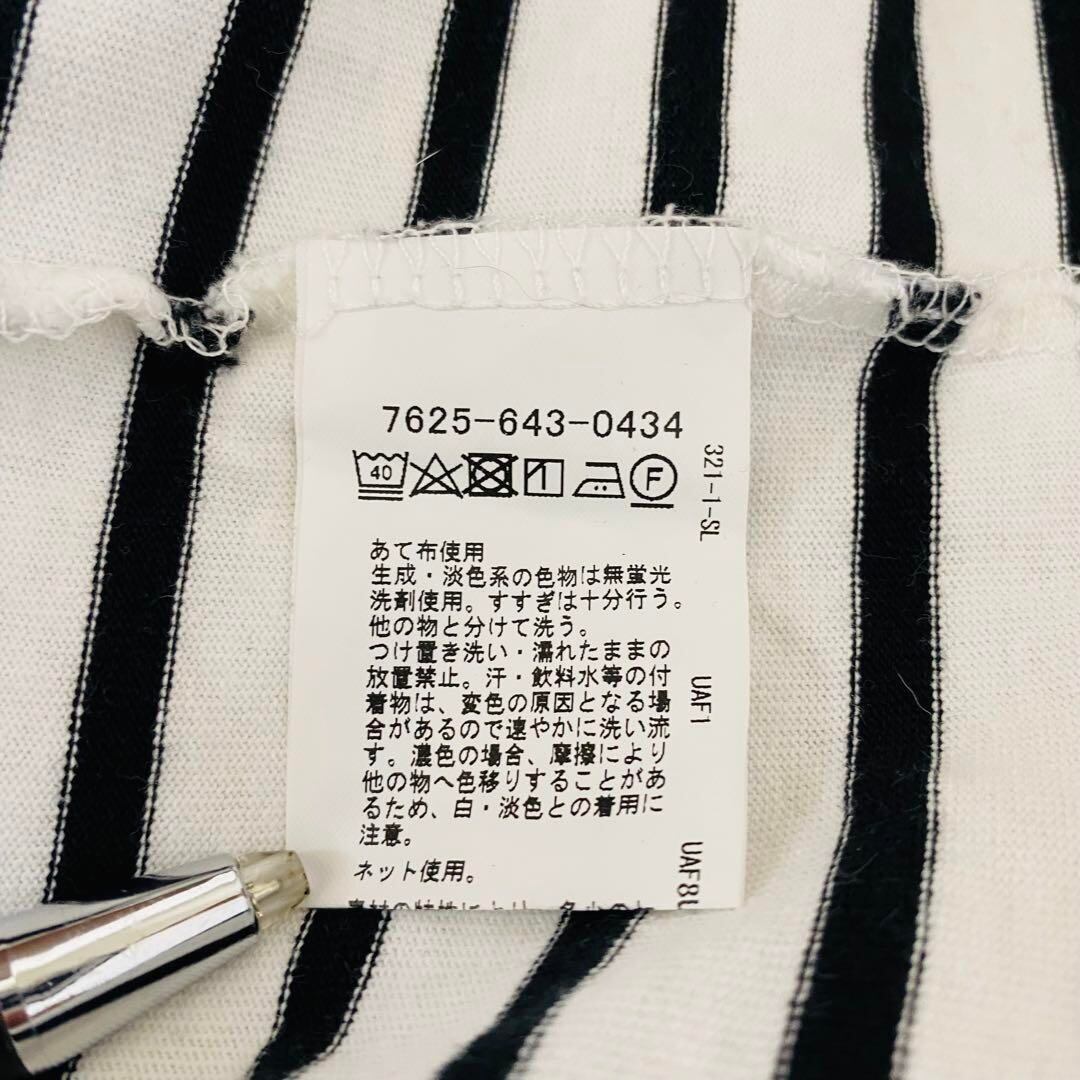 7625-643-0434
40 F
あて布使用
生成・淡色系の色物は無蛍光
洗剤使用。すすぎは十分行う。
他の物と分けて洗う。
つけ置き洗い・濡れたままの
放置禁止。汗・飲料水等の付
着物は、変色の原因となる場
合があるので速やかに洗い流
す。濃色の場合、摩擦により
他の物へ色移りすることがあ
るため、白・淡色との着用に
注意。
ネット使用。
321-1-SL
UAF1